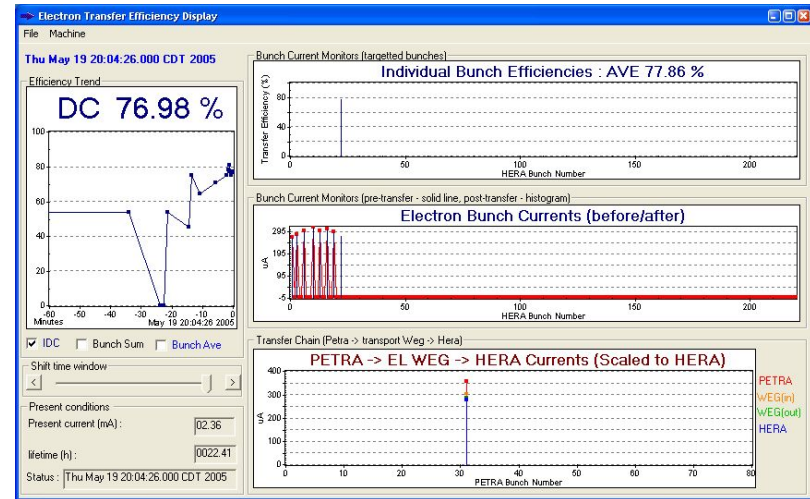 Electron Transfer Efficiency Display
File Machine
Thu May 19 20:04:26.000 CDT 2005
Efficiency Trend
DC 76.98 %
100
80
60
40
20
0
-60 -50 -40 -30 -20 -10 0
Minutes May 19 20:04:26 2005
IDC Bunch Sum Bunch Ave
Shift time window
< >
Present conditions
Present current (mA) : 02.36
lifetime (h) : 0022.41
Status : Thu May 19 20:04:26.000 CDT 2005
Bunch Current Monitors (targetted bunches)
Individual Bunch Efficiencies : AVE 77.86 %
Transfer Efficiency (%)
80
40
0
0 50 100 150 200
HERA Bunch Number
Bunch Current Monitors (pre-transfer - solid line, post-transfer - histogram)
Electron Bunch Currents (before/after)
uA
295
195
95
-5
0 50 100 150 200
HERA Bunch Number
Transfer Chain (Petra -> transport Weg -> Hera)
PETRA -> EL WEG -> HERA Currents (Scaled to HERA)
uA
400
300
200
100
0
0 10 20 30 40 50 60 70 80
PETRA Bunch Number
PETRA
WEG(in)
WEG(out)
HERA